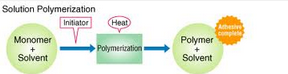 Solution Polymerization
Initiator
Heat
Adhesive
complete
Monomer
+
Solvent
Polymerization
Polymer
+
Solvent